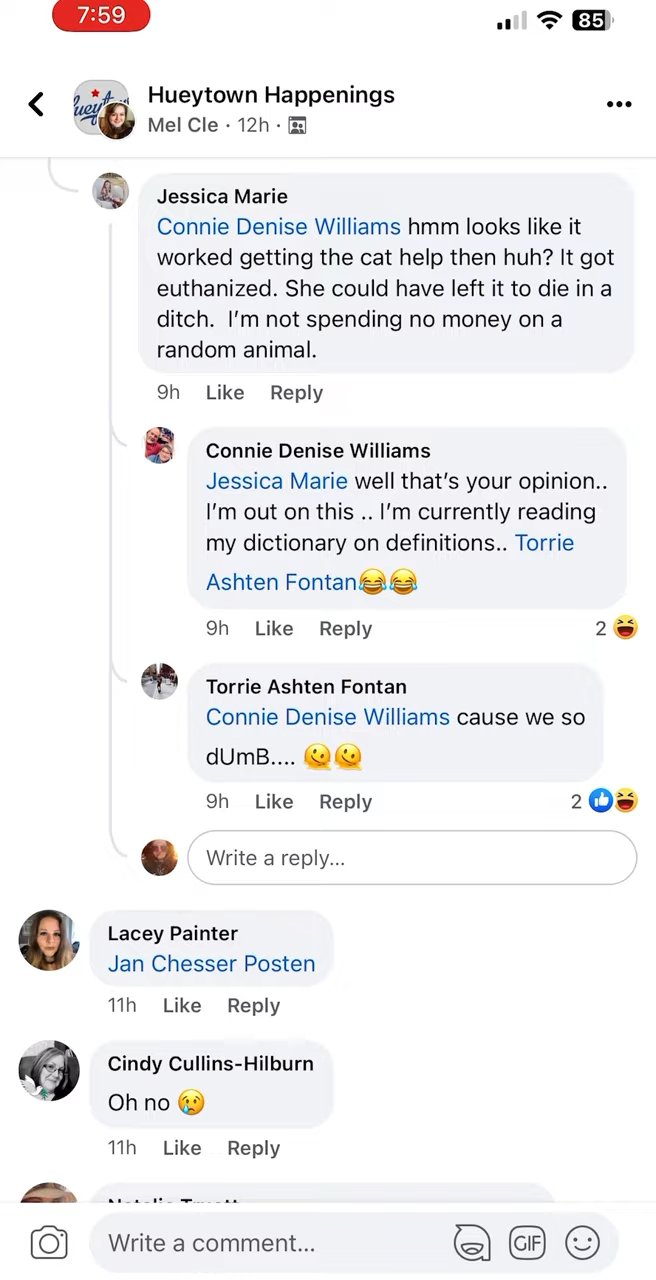 7:59
85
Hueytown Happenings
Mel Cle · 12h ·
Jessica Marie
Connie Denise Williams hmm looks like it
worked getting the cat help then huh? It got
euthanized. She could have left it to die in a
ditch.  I'm not spending no money on a
random animal.
9h Like Reply
Connie Denise Williams
Jessica Marie well that's your opinion..
I'm out on this .. I'm currently reading
my dictionary on definitions.. Torrie
Ashten Fontan😂😂
9h Like Reply 2
Torrie Ashten Fontan
Connie Denise Williams cause we so
dUmB.... 🫠🫠
9h Like Reply 2
Write a reply...
Lacey Painter
Jan Chesser Posten
11h Like Reply
Cindy Cullins-Hilburn
Oh no 😢
11h Like Reply
Write a comment...
GIF